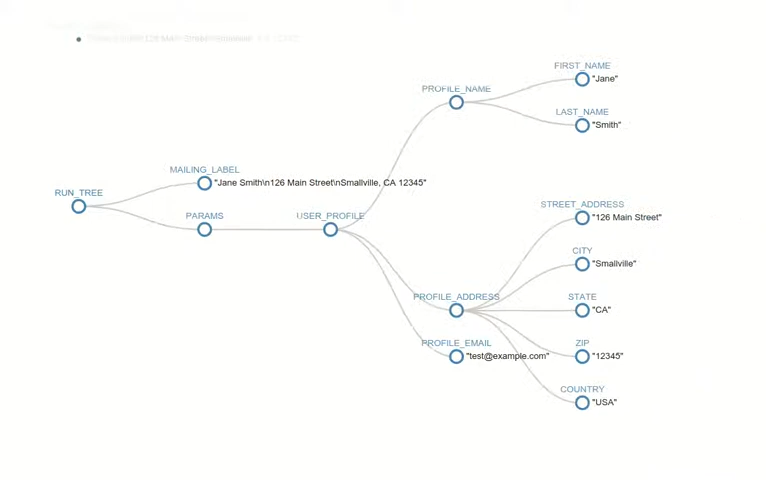 FIRST_NAME
"Jane"
PROFILE_NAME
LAST_NAME
"Smith"
MAILING_LABEL
"Jane Smith\n126 Main Street\nSmallville, CA 12345"
RUN_TREE
PARAMS
USER_PROFILE
STREET_ADDRESS
"126 Main Street"
CITY
"Smallville"
PROFILE_ADDRESS
STATE
"CA"
PROFILE_EMAIL
"test@example.com"
ZIP
"12345"
COUNTRY
"USA"